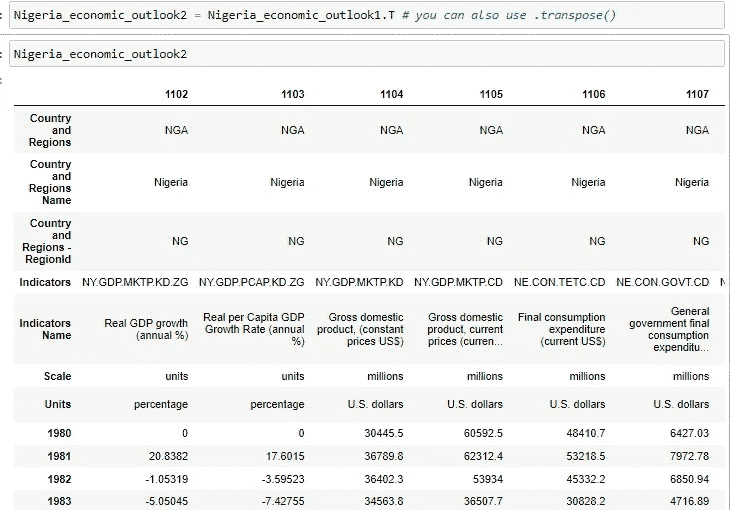 Nigeria_economic_outlook2 = Nigeria_economic_outlook1.T # you can also use .transpose()
Nigeria_economic_outlook2
1102 1103 1104 1105 1106 1107
Country and Regions NGA NGA NGA NGA NGA NGA
Country and Regions Name Nigeria Nigeria Nigeria Nigeria Nigeria Nigeria
Country and Regions - RegionId NG NG NG NG NG NG
Indicators NY.GDP.MKTP.KD.ZG NY.GDP.PCAP.KD.ZG NY.GDP.MKTP.KD NY.GDP.MKTP.CD NE.CON.TETC.CD NE.CON.GOVT.CD N
Indicators Name Real GDP growth (annual %) Real per Capita GDP Growth Rate (annual %) Gross domestic product, (constant prices US$) Gross domestic product, current prices (curren... Final consumption expenditure (current US$) General government final consumption expenditu...
Scale units units millions millions millions millions
Units percentage percentage U.S. dollars U.S. dollars U.S. dollars U.S. dollars
1980 0 0 30445.5 60592.5 48410.7 6427.03
1981 20.8382 17.6015 36789.8 62312.4 53218.5 7972.78
1982 -1.05319 -3.59523 36402.3 53934 45332.2 6850.94
1983 -5.05045 -7.42755 34563.8 36507.7 30828.2 4716.89